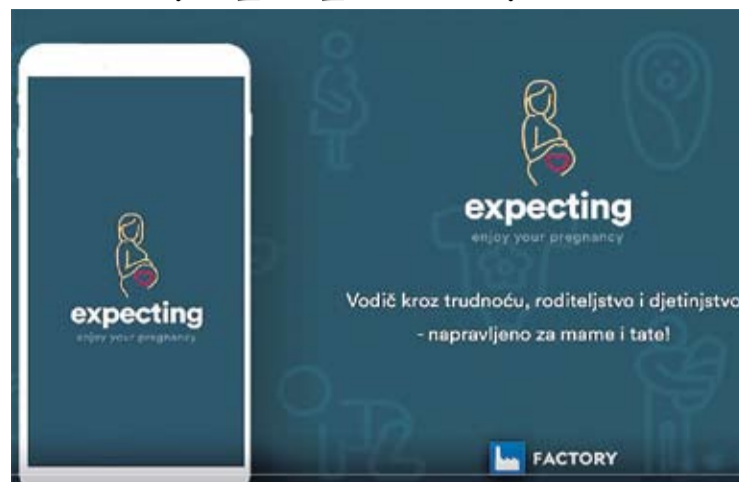 expecting
enjoy your pregnancy
expecting
enjoy your pregnancy
Vodič kroz trudnoću, roditeljstvo i djetinjstvo
- napravljeno za mame i tate!
FACTORY